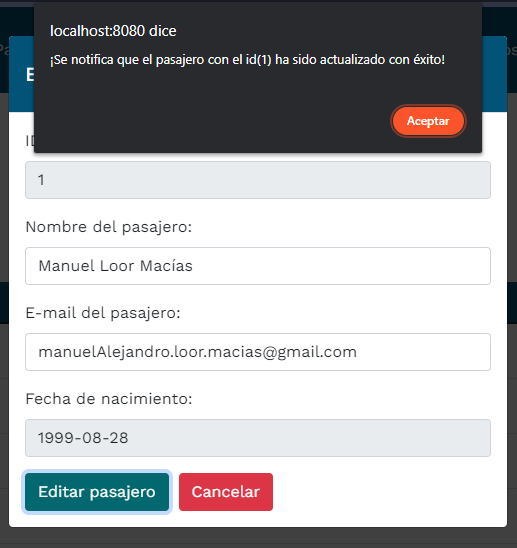 localhost:8080 dice
¡Se notifica que el pasajero con el id(1) ha sido actualizado con éxito!
Aceptar
1
Nombre del pasajero:
Manuel Loor Macías
E-mail del pasajero:
manuelAlejandro.loor.macias@gmail.com
Fecha de nacimiento:
1999-08-28
Editar pasajero
Cancelar